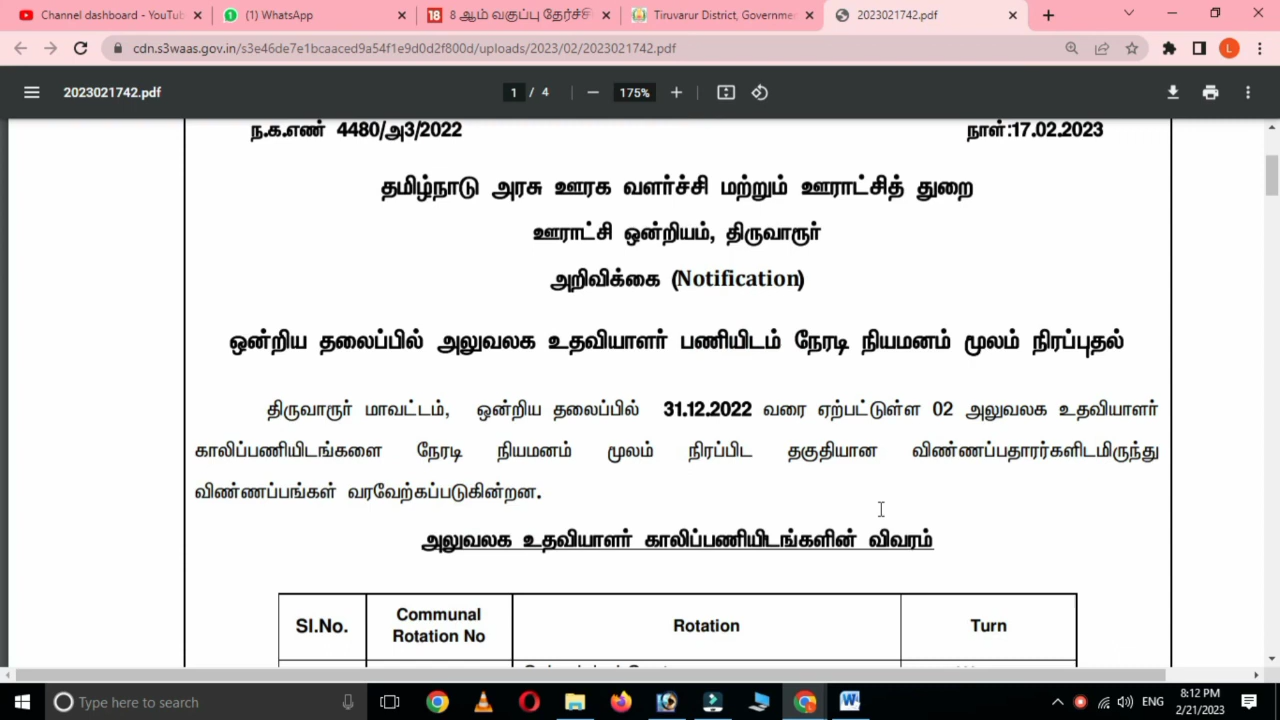 Channel dashboard - YouTu
(1) WhatsApp
8 ஆம் வகுப்பு தேர்ச்சி
Tiruvarur District, Governme
2023021742.pdf
cdn.s3waas.gov.in/s3e46de7e1bcaaced9a54f1e9d0d2f800d/uploads/2023/02/2023021742.pdf
2023021742.pdf
1 / 4
175%
ந.க.எண் 4480/அ3/2022
நாள்:17.02.2023
தமிழ்நாடு அரசு ஊரக வளர்ச்சி மற்றும் ஊராட்சித் துறை
ஊராட்சி ஒன்றியம், திருவாரூர்
அறிவிக்கை (Notification)
ஒன்றிய தலைப்பில் அலுவலக உதவியாளர் பணியிடம் நேரடி நியமனம் மூலம் நிரப்புதல்
திருவாரூர் மாவட்டம், ஒன்றிய தலைப்பில் 31.12.2022 வரை ஏற்பட்டுள்ள 02 அலுவலக உதவியாளர்
காலிப்பணியிடங்களை நேரடி நியமனம் மூலம் நிரப்பிட தகுதியான விண்ணப்பதாரர்களிடமிருந்து
விண்ணப்பங்கள் வரவேற்கப்படுகின்றன.
அலுவலக உதவியாளர் காலிப்பணியிடங்களின் விவரம்
Sl.No.
Communal
Rotation No
Rotation
Turn
Type here to search
ENG
8:12 PM
2/21/2023